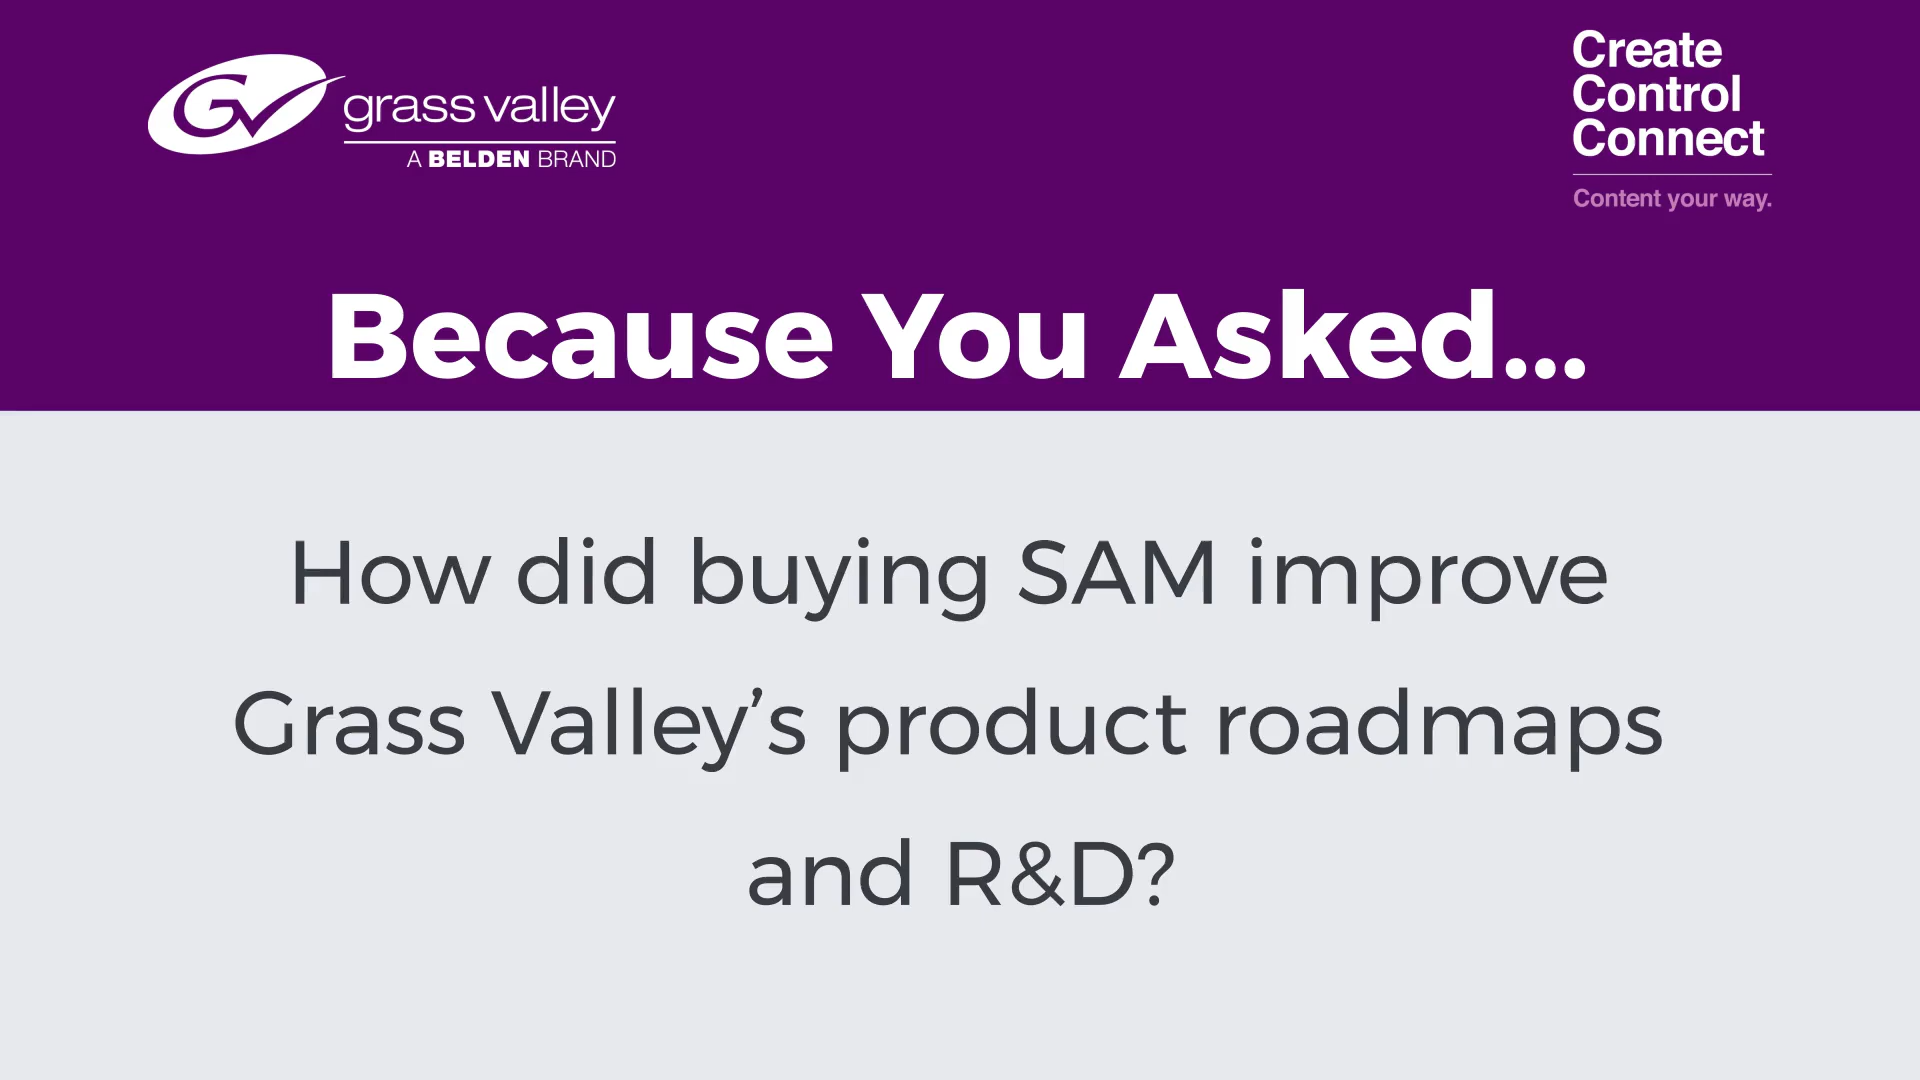 GV
grass valley
A BELDEN BRAND
Create
Control
Connect
Content your way.
Because You Asked...
How did buying SAM improve
Grass Valley’s product roadmaps
and R&D?